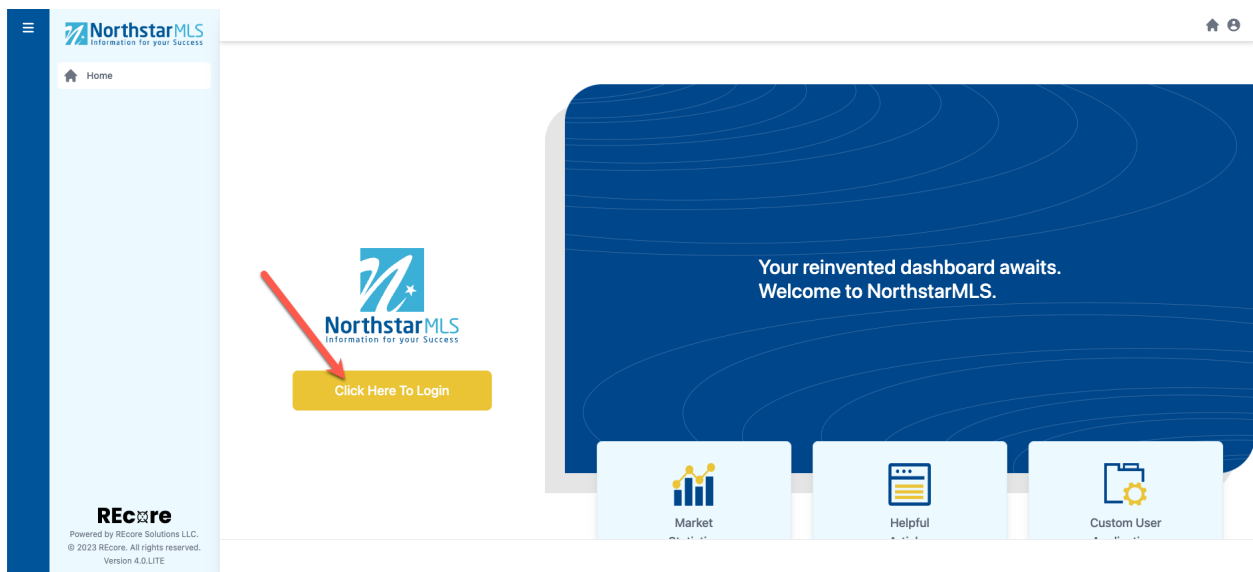 NorthstarMLS
Information for your Success
Home
NorthstarMLS
Information for your Success
Click Here To Login
Your reinvented dashboard awaits.
Welcome to NorthstarMLS.
Market
Helpful
Custom User
REcore
Powered by REcore Solutions LLC.
© 2023 REcore. All rights reserved.
Version 4.0.LITE